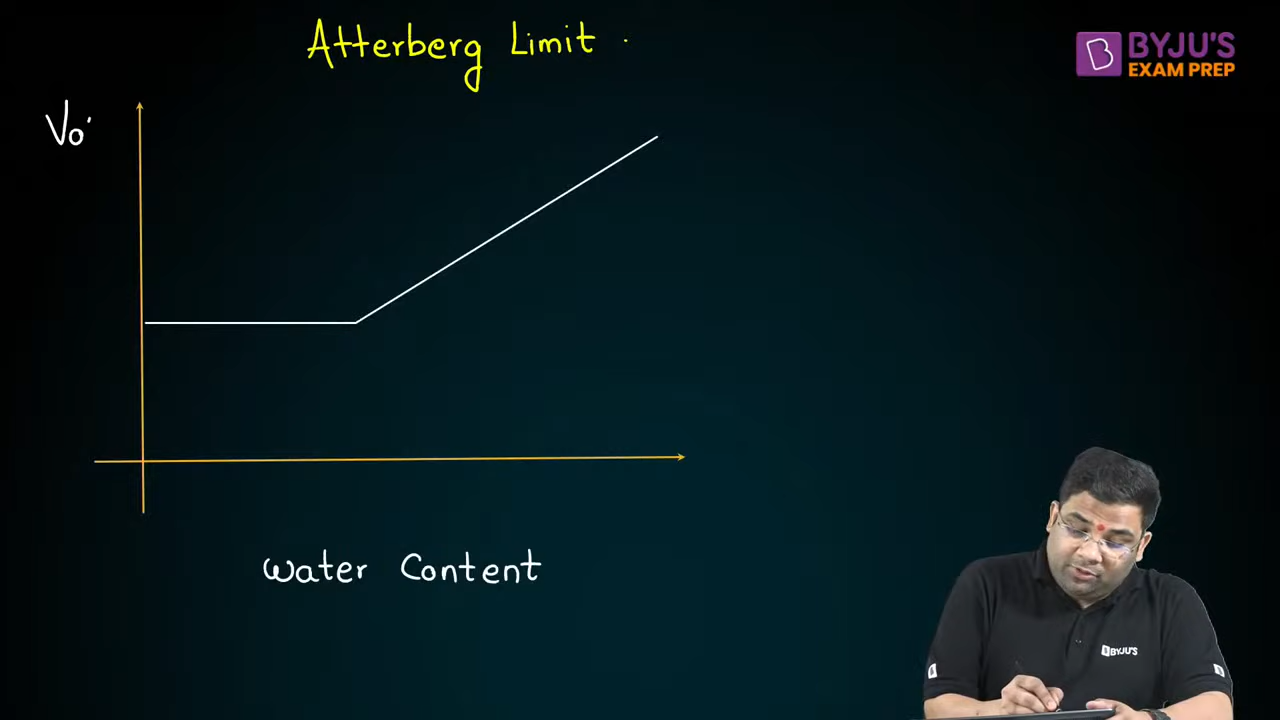 Atterberg Limit
BYJU'S
EXAM PREP
Vo
Water Content
BYJU'S